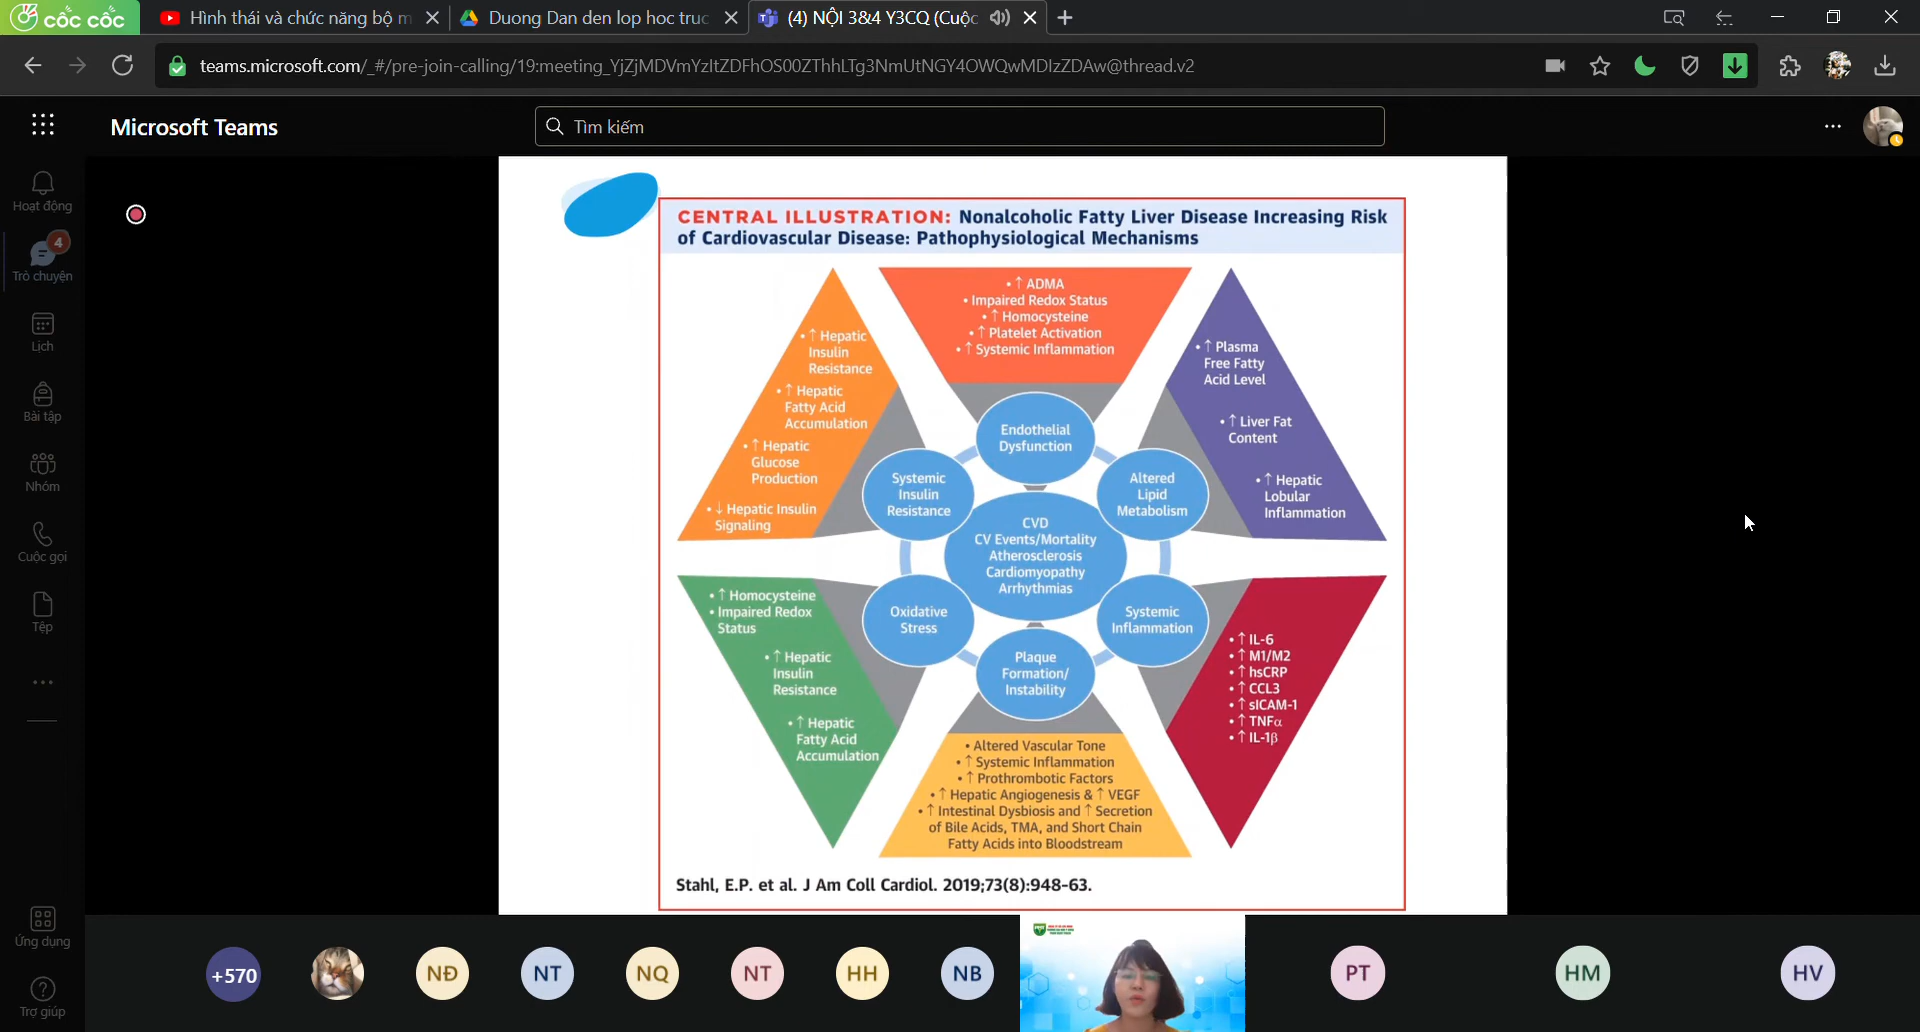 cốc cốc
Hình thái và chức năng bộ m
Duong Dan den lop hoc truc
(4) NỘI 3&4 Y3CQ (Cuộc
teams.microsoft.com/_#/pre-join-calling/19:meeting_YjZjMDVmYzItZDFhOS00ZThhLTg3NmUtNGY4OWQwMDIzZDAw@thread.v2
Microsoft Teams
Tìm kiếm
Hoạt động
4
Trò chuyện
Lịch
Bài tập
Nhóm
Cuộc gọi
Tệp
Ứng dụng
Trợ giúp
CENTRAL ILLUSTRATION: Nonalcoholic Fatty Liver Disease Increasing Risk
of Cardiovascular Disease: Pathophysiological Mechanisms
• ↑ ADMA
• Impaired Redox Status
• ↑ Homocysteine
• ↑ Platelet Activation
• ↑ Systemic Inflammation
• ↑ Hepatic
Insulin
Resistance
• ↑ Hepatic
Fatty Acid
Accumulation
• ↑ Hepatic
Glucose
Production
• ↓ Hepatic Insulin
Signaling
• ↑ Plasma
Free Fatty
Acid Level
• ↑ Liver Fat
Content
• ↑ Hepatic
Lobular
Inflammation
Endothelial
Dysfunction
Systemic
Insulin
Resistance
Altered
Lipid
Metabolism
CVD
CV Events/Mortality
Atherosclerosis
Cardiomyopathy
Arrhythmias
Oxidative
Stress
Systemic
Inflammation
Plaque
Formation/
Instability
• ↑ Homocysteine
• Impaired Redox
Status
• ↑ Hepatic
Insulin
Resistance
• ↑ Hepatic
Fatty Acid
Accumulation
• ↑ IL-6
• ↑ M1/M2
• ↑ hsCRP
• ↑ CCL3
• ↑ sICAM-1
• ↑ TNFα
• ↑ IL-1β
• Altered Vascular Tone
• ↑ Systemic Inflammation
• ↑ Prothrombotic Factors
• ↑ Hepatic Angiogenesis & ↑ VEGF
• ↑ Intestinal Dysbiosis and ↑ Secretion
of Bile Acids, TMA, and Short Chain
Fatty Acids into Bloodstream
Stahl, E.P. et al. J Am Coll Cardiol. 2019;73(8):948-63.
+570
NĐ
NT
NQ
NT
HH
NB
PT
HM
HV